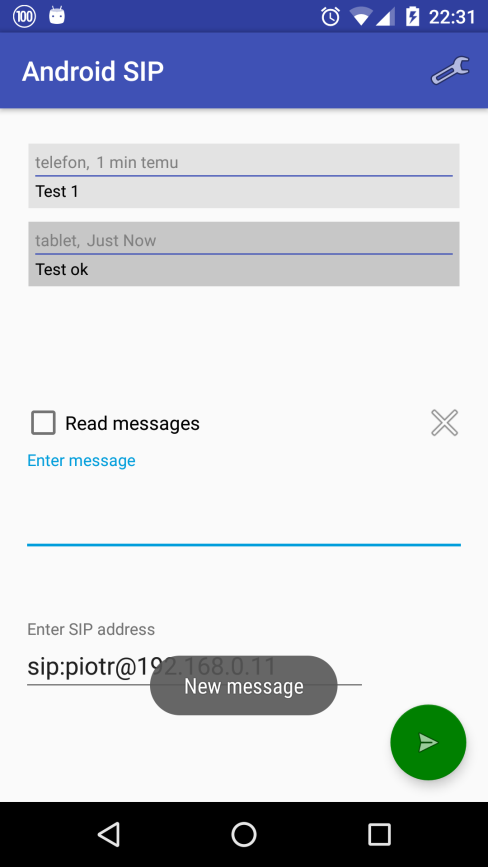 100
22:31
Android SIP
telefon, 1 min temu
Test 1
tablet, Just Now
Test ok
Read messages
Enter message
Enter SIP address
sip:piotr@192.168.0.11
New message